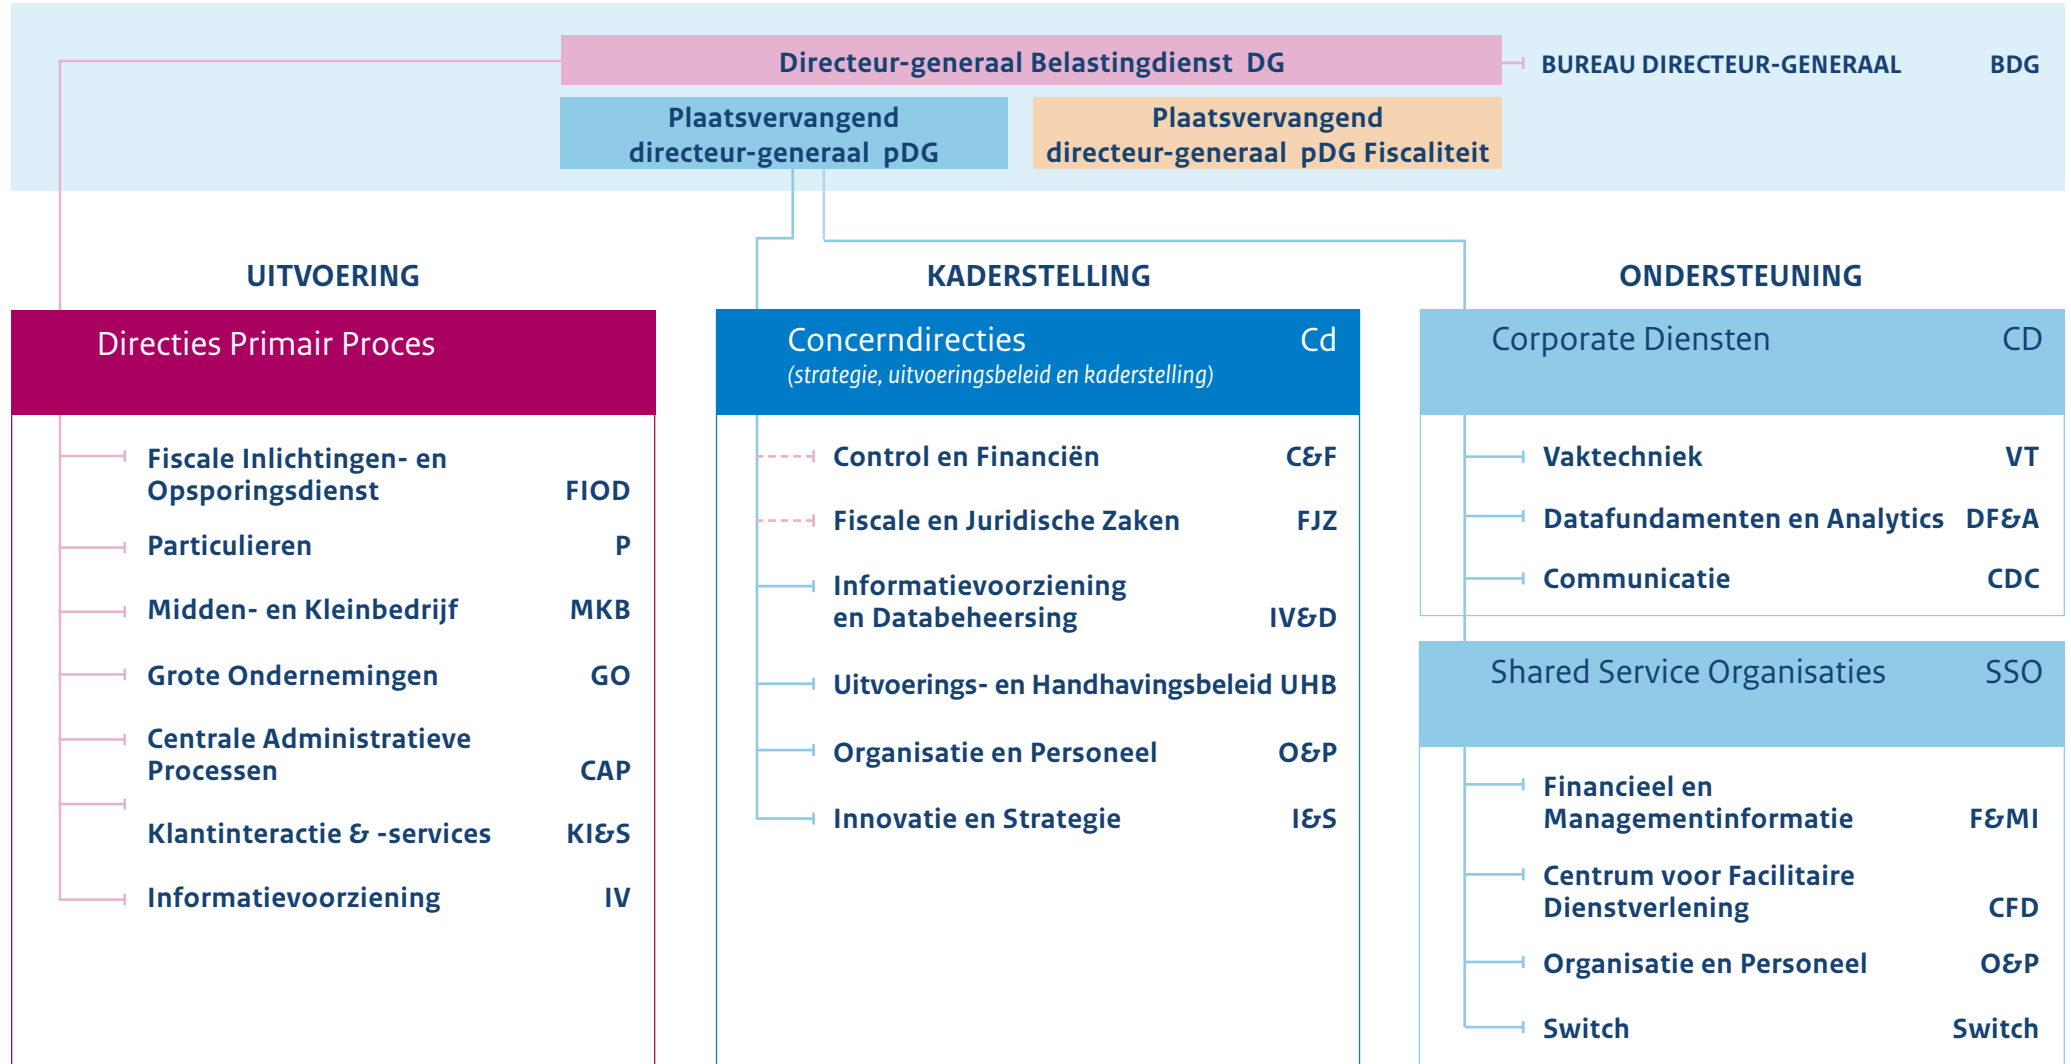 Directeur-generaal Belastingdienst DG
BUREAU DIRECTEUR-GENERAAL BDG
Plaatsvervangend
directeur-generaal pDG
Plaatsvervangend
directeur-generaal pDG Fiscaliteit
UITVOERING
Directies Primair Proces
Fiscale Inlichtingen- en
Opsporingsdienst FIOD
Particulieren P
Midden- en Kleinbedrijf MKB
Grote Ondernemingen GO
Centrale Administratieve
Processen CAP
Klantinteractie & -services KI&S
Informatievoorziening IV
KADERSTELLING
Concerndirecties Cd
(strategie, uitvoeringsbeleid en kaderstelling)
Control en Financiën C&F
Fiscale en Juridische Zaken FJZ
Informatievoorziening
en Databeheersing IV&D
Uitvoerings- en Handhavingsbeleid UHB
Organisatie en Personeel O&P
Innovatie en Strategie I&S
ONDERSTEUNING
Corporate Diensten CD
Vaktechniek VT
Datafundamenten en Analytics DF&A
Communicatie CDC
Shared Service Organisaties SSO
Financieel en
Managementinformatie F&MI
Centrum voor Facilitaire
Dienstverlening CFD
Organisatie en Personeel O&P
Switch Switch